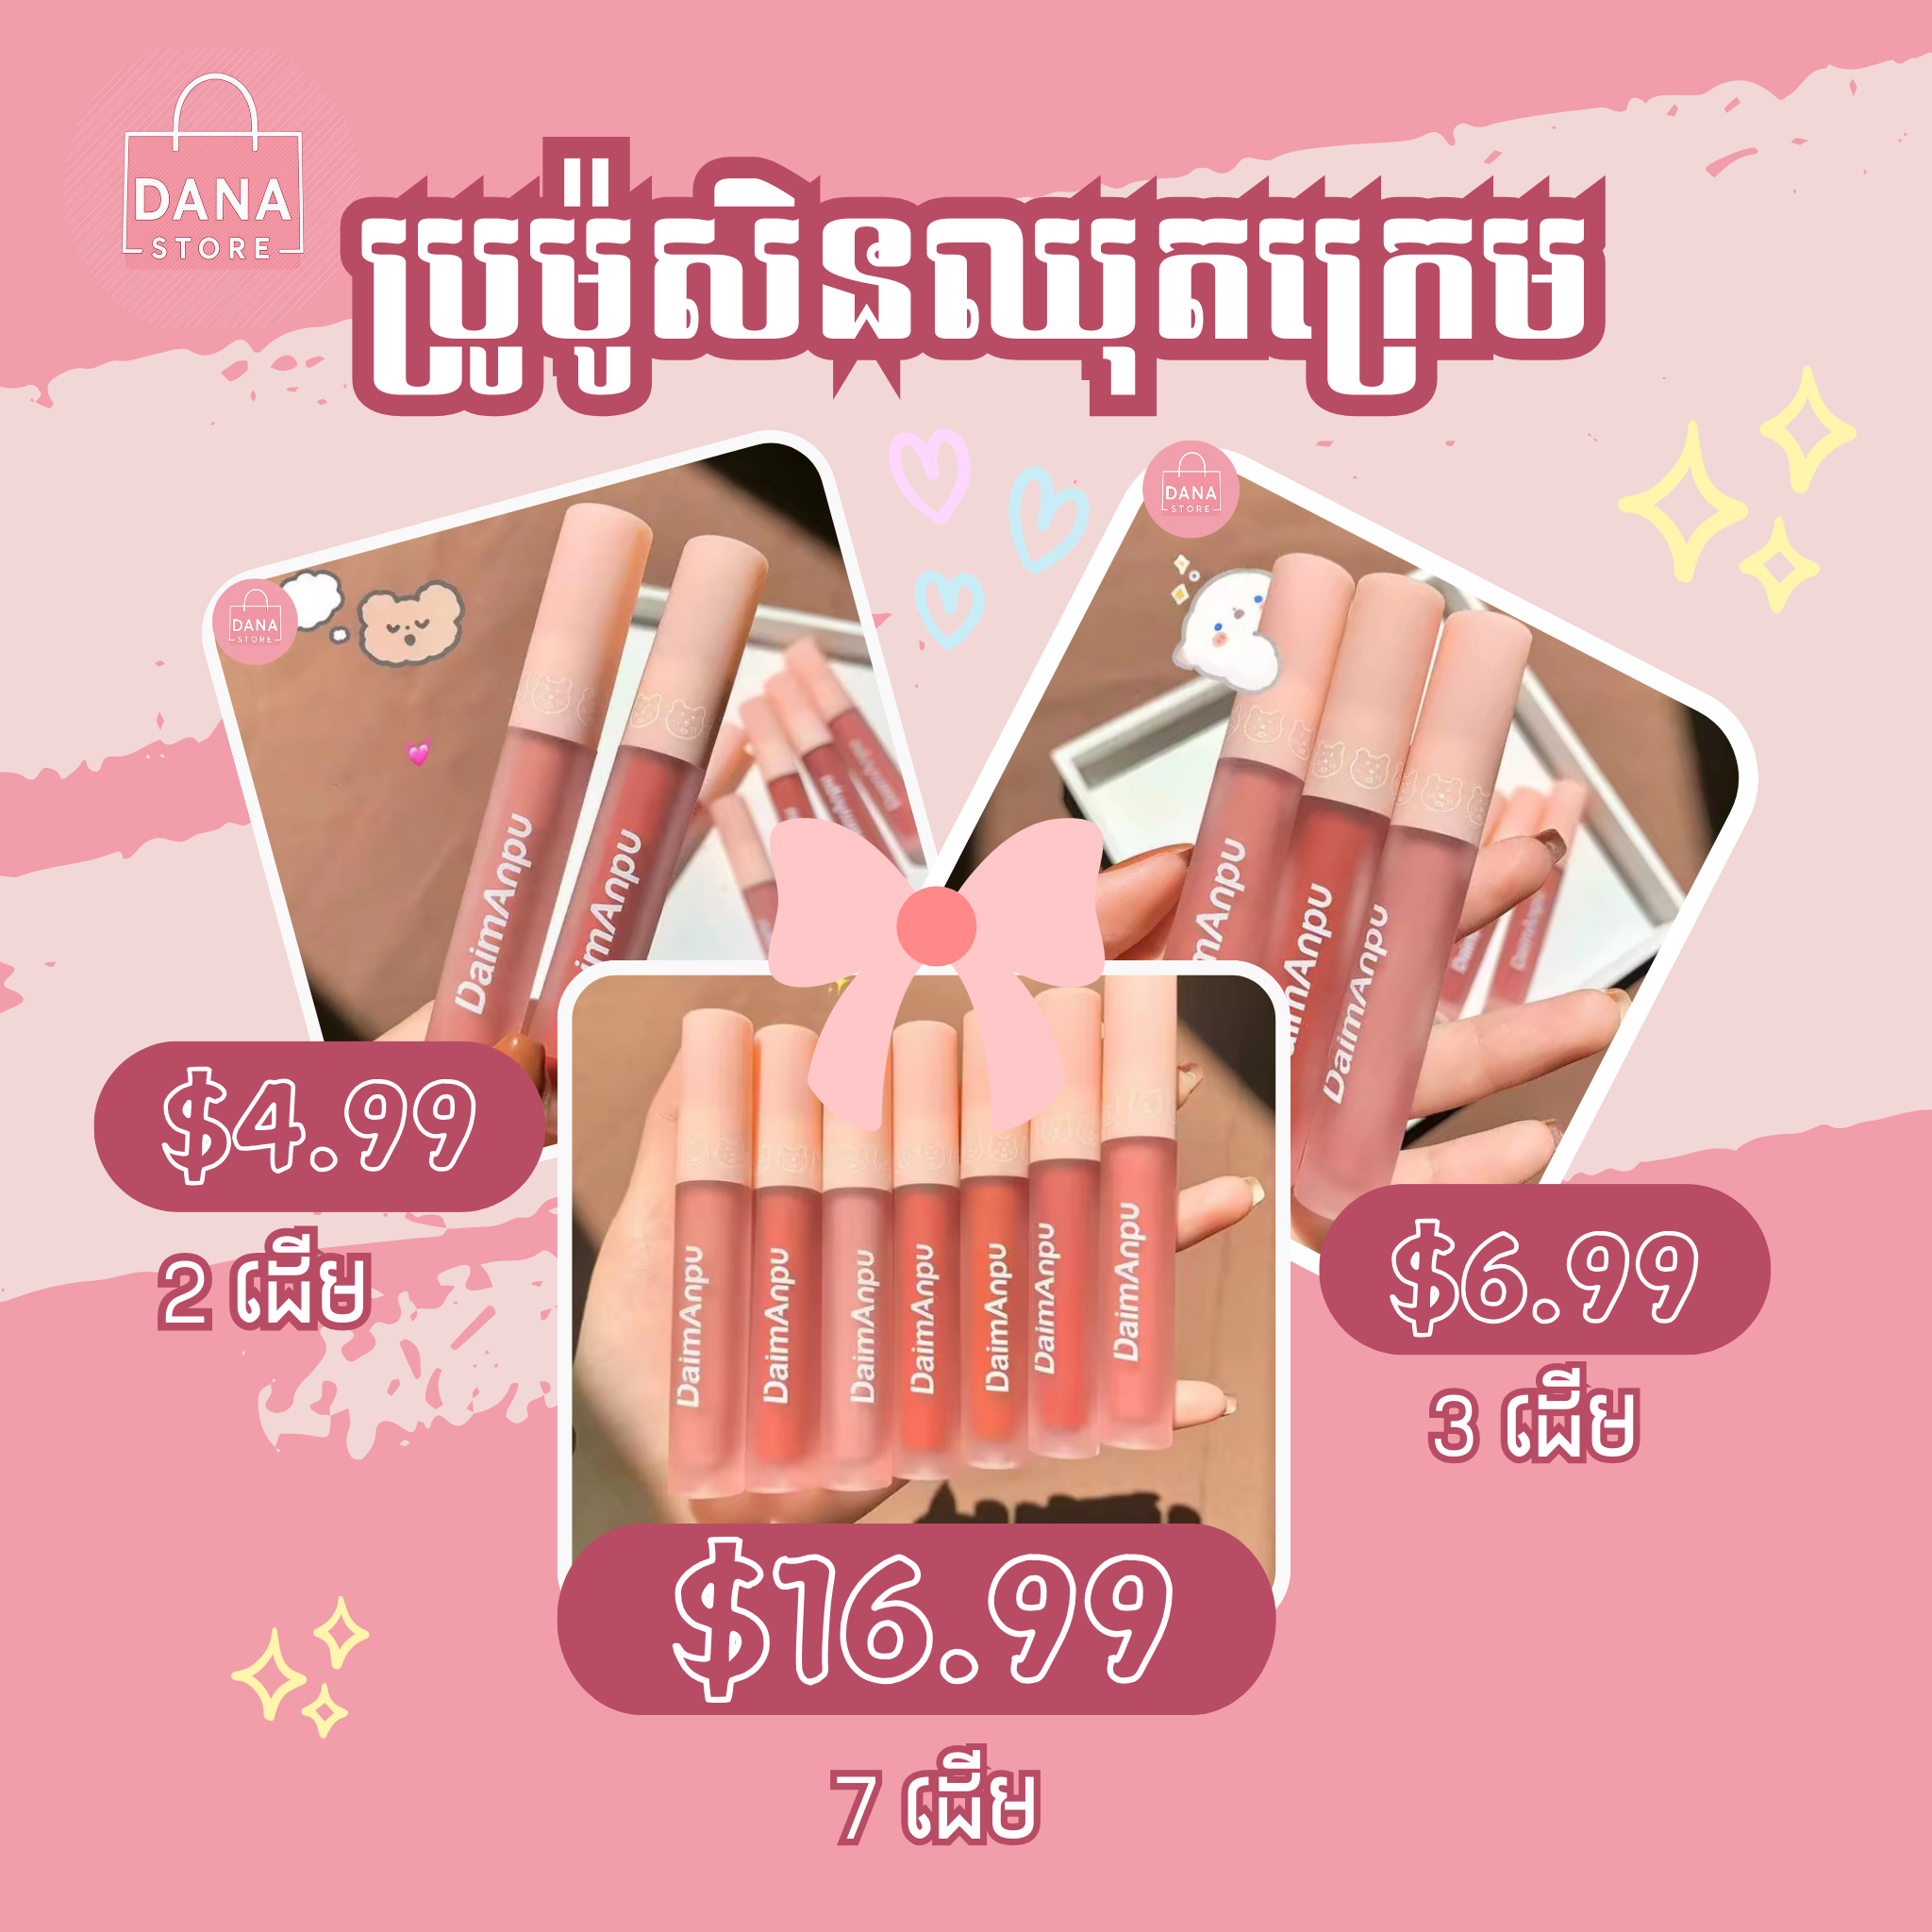 DANA
STORE
ប្រូម៉ូសិនឈុតក្រេម
DANA
STORE
DANA
STORE
DaimAnpu
DaimAnpu
DaimAnpu
DaimAnpu
$4.99
2 ដើម
$6.99
3 ដើម
DaimAnpu
DaimAnpu
DaimAnpu
DaimAnpu
DaimAnpu
DaimAnpu
DaimAnpu
$16.99
7 ដើម